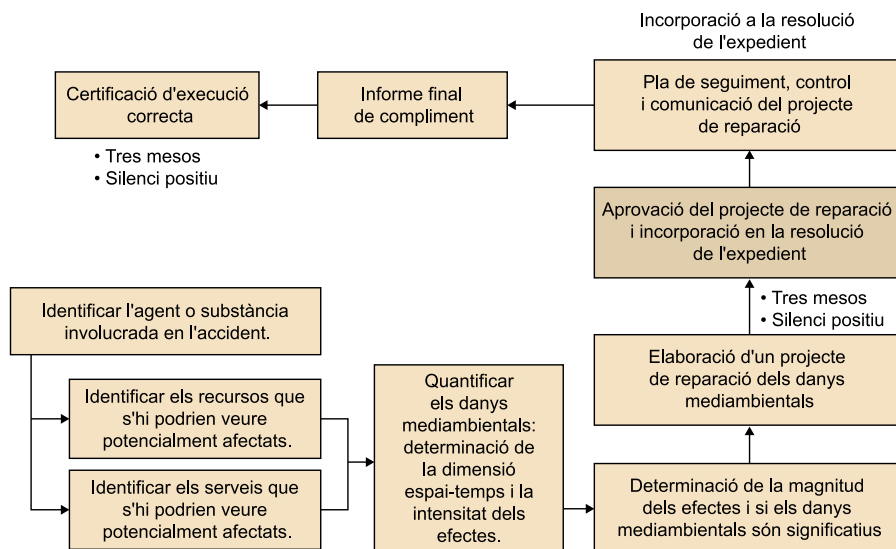 Incorporació a la resolució
de l'expedient
Certificació d'execució
correcta
Informe final
de compliment
Pla de seguiment, control
i comunicació del projecte
de reparació
• Tres mesos
• Silenci positiu
Aprovació del projecte de reparació
i incorporació en la resolució
de l'expedient
Identificar l'agent o substància
involucrada en l'accident.
• Tres mesos
• Silenci positiu
Elaboració d'un projecte
de reparació dels danys
mediambientals
Identificar els recursos que
s'hi podrien veure
potencialment afectats.
Quantificar
els danys
mediambientals:
determinació de
la dimensió
espai-temps i la
intensitat dels
efectes.
Identificar els serveis que
s'hi podrien veure
potencialment afectats.
Determinació de la magnitud
dels efectes i si els danys
mediambientals són significatius